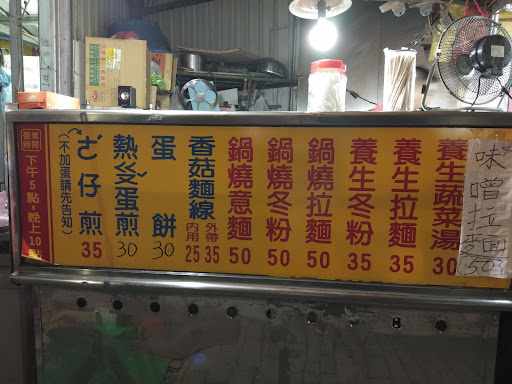 營業時間
下午5點,晚上10點
(不加蛋請先告知)
古仔煎 35
熱狗蛋煎 30
蛋餅 30
香菇麵線
內用 25
外帶 35
鍋燒意麵 50
鍋燒冬粉 50
鍋燒拉麵 50
養生冬粉 35
養生拉麵 35
養生蔬菜湯 30
味噌拉麵 50